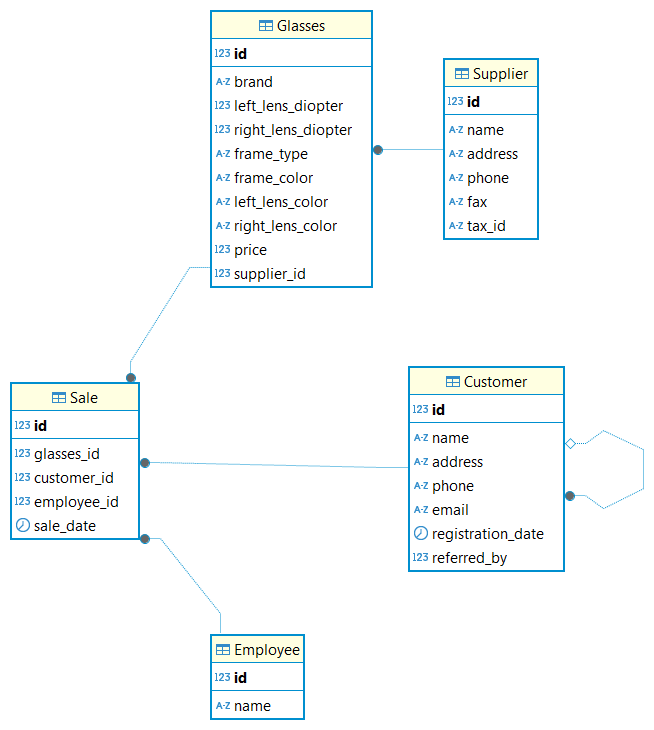 Glasses
123 id
A-Z brand
123 left_lens_diopter
123 right_lens_diopter
A-Z frame_type
A-Z frame_color
A-Z left_lens_color
A-Z right_lens_color
123 price
123 supplier_id
Supplier
123 id
A-Z name
A-Z address
A-Z phone
A-Z fax
A-Z tax_id
Sale
123 id
123 glasses_id
123 customer_id
123 employee_id
sale_date
Customer
123 id
A-Z name
A-Z address
A-Z phone
A-Z email
registration_date
123 referred_by
Employee
123 id
A-Z name